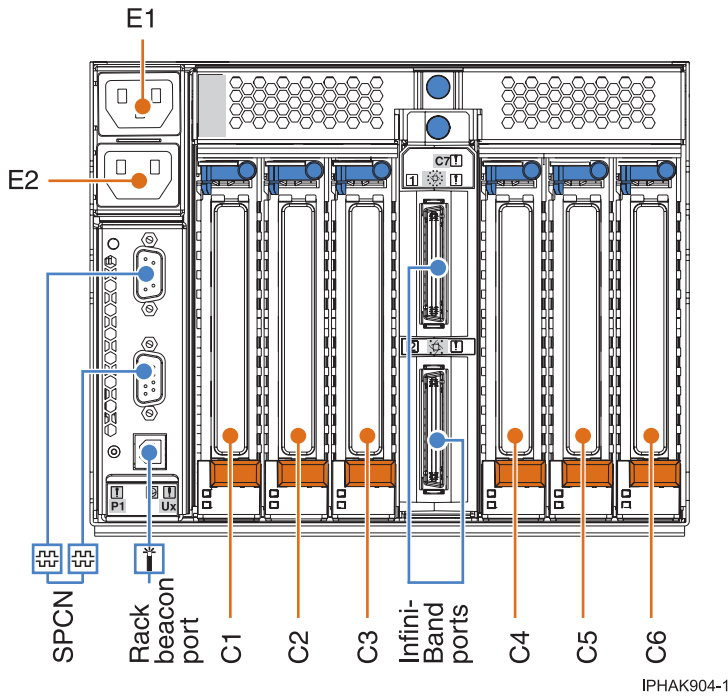 E1
E2
C7
1
P1
Ux
SPCN
Rack
beacon
port
C1
C2
C3
Infini-
Band
ports
C4
C5
C6
IPHAK904-1